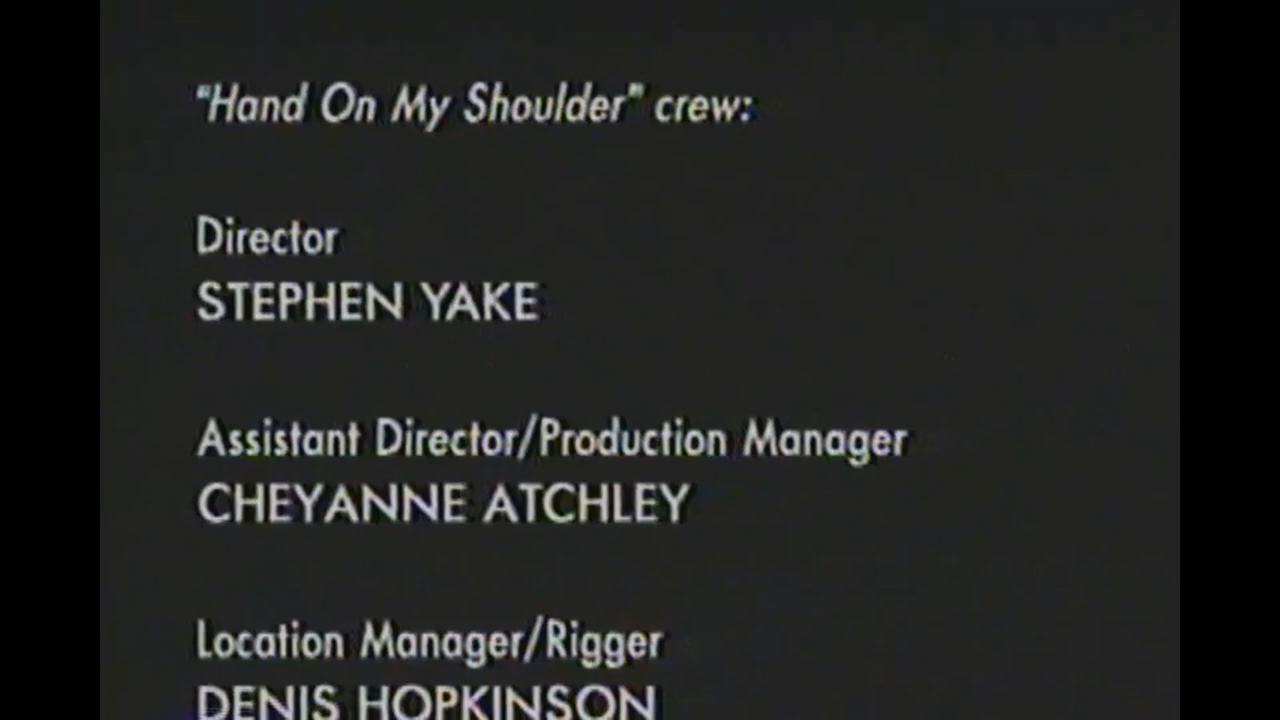 "Hand On My Shoulder" crew:
Director
STEPHEN YAKE
Assistant Director/Production Manager
CHEYANNE ATCHLEY
Location Manager/Rigger
DENIS HOPKINSON